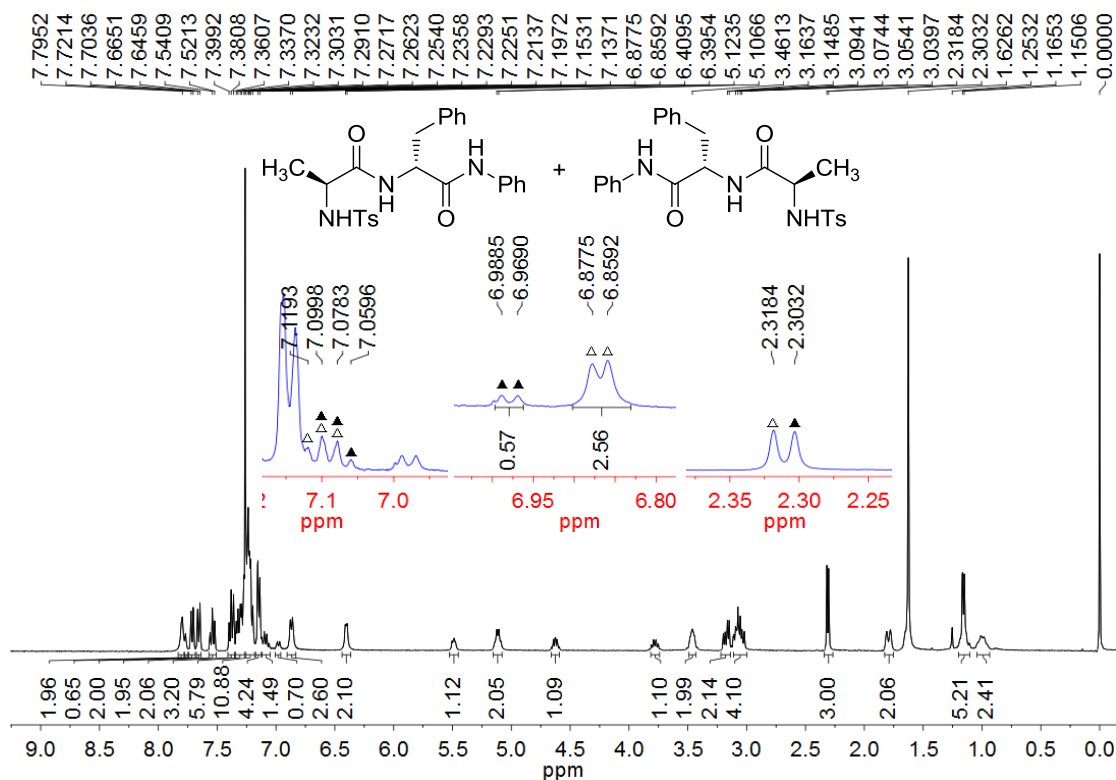 7.7952 7.7214 7.7036 7.6651 7.6459 7.5409 7.5213 7.3992 7.3808 7.3607 7.3370 7.3232 7.3031 7.2910 7.2717 7.2623 7.2540 7.2358 7.2293 7.2251 7.2137 7.1972 7.1531 7.1371 6.8775 6.8592 6.4095 6.3954 5.1235 5.1066 3.4613 3.1637 3.1485 3.0941 3.0744 3.0541 3.0397 2.3184 2.3032 1.6262 1.2532 1.1653 1.1506 0.0000
Ph Ph
O H H O
H3C N + N CH3
N Ph Ph N
H O O H
NHTs NHTs
7.1193 7.0998 7.0783 7.0596
6.9885 6.9690 6.8775 6.8592
2.3184 2.3032
0.57 2.56
2 7.1 7.0 6.95 6.80 2.35 2.30 2.25
ppm ppm ppm
1.96 0.65 2.00 1.95 2.06 3.20 5.79 10.88 4.24 1.49 0.70 2.60 2.10 1.12 2.05 1.09 1.10 1.99 2.14 4.10 3.00 2.06 5.21 2.41
9.0 8.5 8.0 7.5 7.0 6.5 6.0 5.5 5.0 4.5 4.0 3.5 3.0 2.5 2.0 1.5 1.0 0.5 0.0
ppm